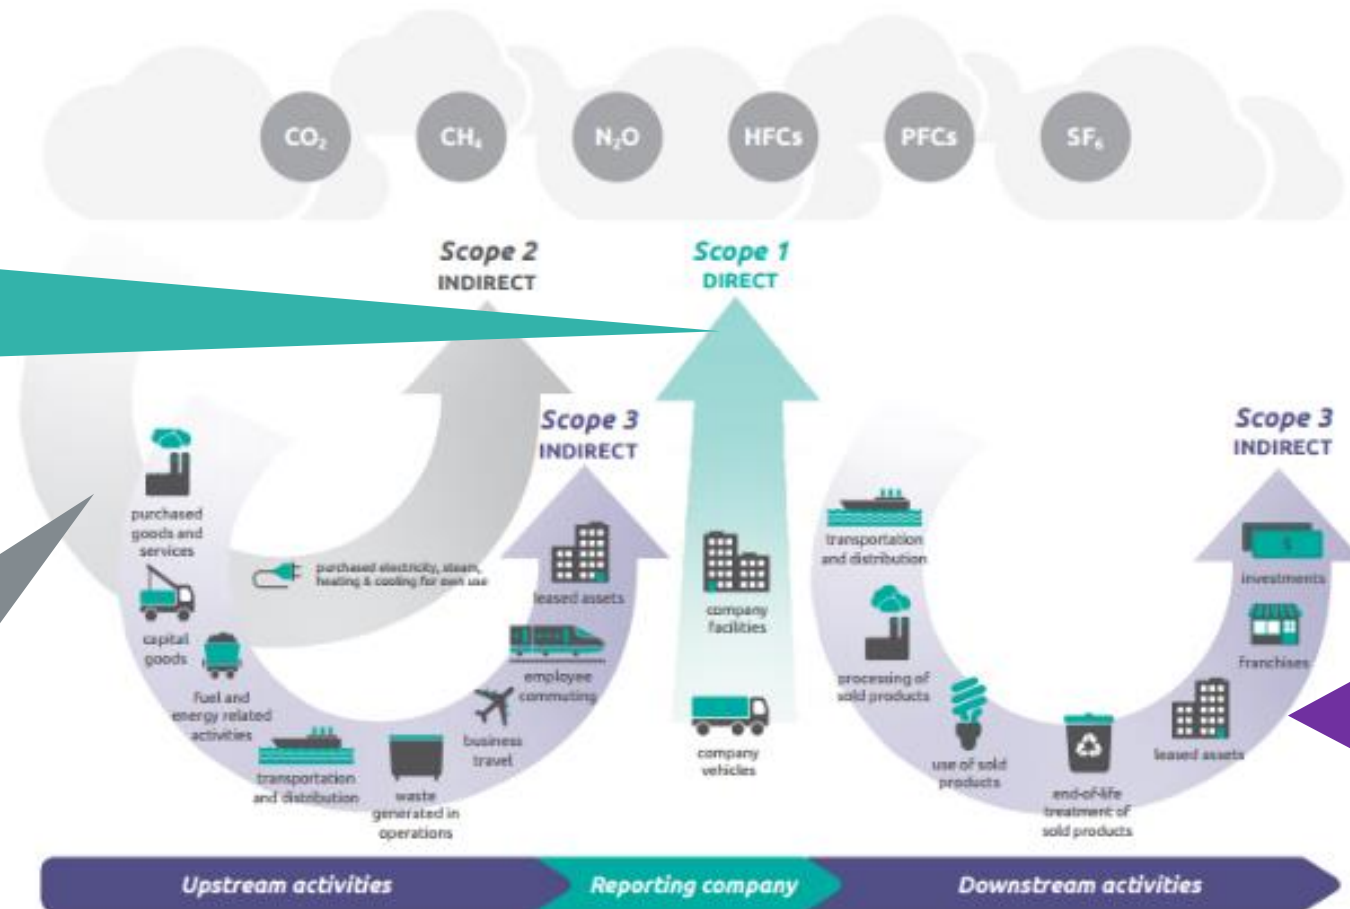 CO₂ CH₄ N₂O HFCs PFCs SF₆
Scope 2
INDIRECT
Scope 1
DIRECT
Scope 3
INDIRECT
Scope 3
INDIRECT
purchased
goods and
services
capital
goods
fuel and
energy related
activities
purchased electricity, steam,
heating & cooling for own use
transportation
and distribution
waste
generated in
operations
business
travel
employee
commuting
leased assets
company
facilities
company
vehicles
transportation
and distribution
processing of
sold products
use of sold
products
end-of-life
treatment of
sold products
leased assets
franchises
investments
$
Upstream activities
Reporting company
Downstream activities